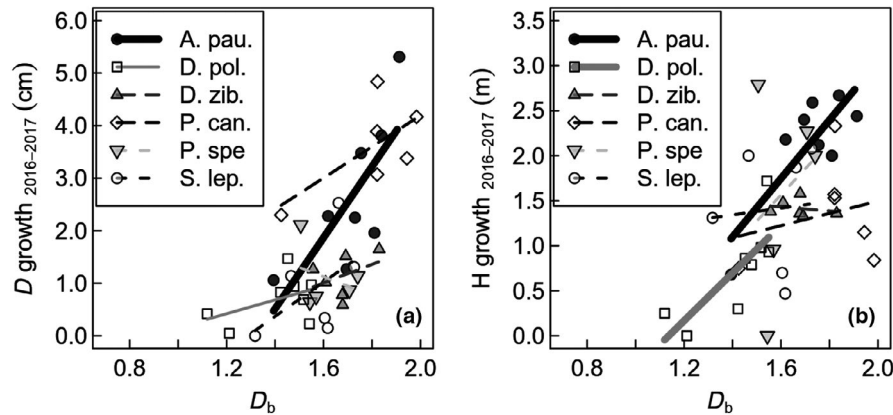 6.0
5.0
4.0
3.0
2.0
1.0
0.0
D growth 2016–2017 (cm)
A. pau.
D. pol.
D. zib.
P. can.
P. spe
S. lep.
(a)
0.8
1.2
1.6
2.0
Db
3.5
3.0
2.5
2.0
1.5
1.0
0.5
0.0
H growth 2016–2017 (m)
A. pau.
D. pol.
D. zib.
P. can.
P. spe
S. lep.
(b)
0.8
1.2
1.6
2.0
Db